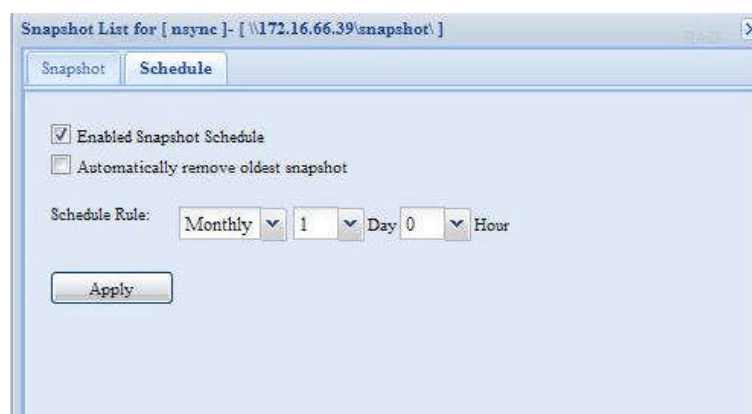 Snapshot List for [ nsync ]- [ \\172.16.66.39\snapshot\ ]
RAID
Snapshot Schedule
Enabled Snapshot Schedule
Automatically remove oldest snapshot
Schedule Rule: Monthly 1 Day 0 Hour
Apply